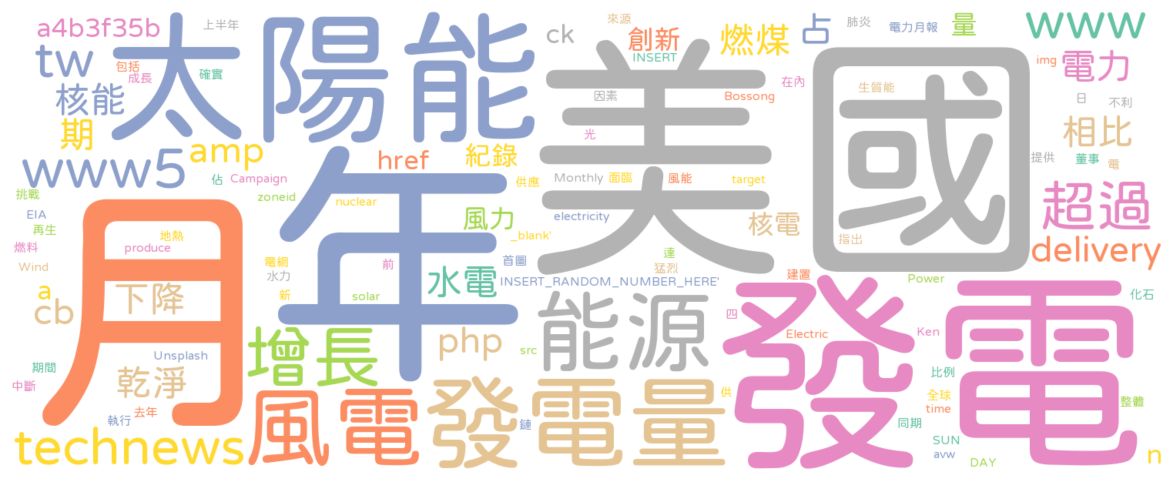 a4b3f35b
上半年
太陽能
ck
來源
創新
INSERT
燃煤
占
肺炎
電力月報
量
www
tw
包括
成長
確實
核能
美國
因素
在內
Bossong
生質能
img
電力
日
不利
期
www5
amp
href
紀錄
光
相比
提供
董事
電
挑戰
佔
Campaign
zoneid
nuclear
供應
Monthly
面臨
風能
target
超過
EIA
再生
年
風力
electricity
核電
_blank'
指出
delivery
燃料
月
地熱
produce
達
Wind
電網
水力
前
水電
首圖
猛烈
INSERT_RANDOM_NUMBER_HERE'
建置
Power
發電
化石
a
cb
下降
新
solar
能源
四
Electric
Ken
Unsplash
增長
php
src
期間
中斷
乾淨
比例
去年
執行
風電
發電量
鏈
供
全球
time
整體
同期
technews
SUN
avw
DAY
n